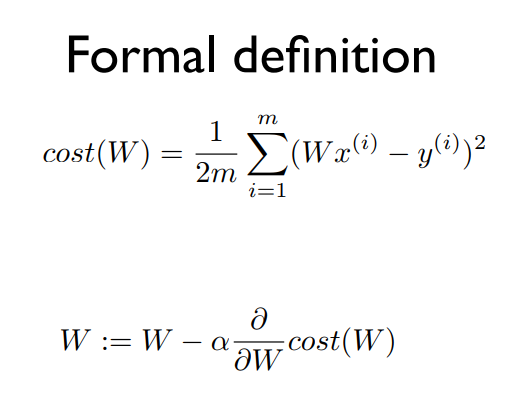 Formal definition
cost(W) = \frac{1}{2m} \sum_{i=1}^{m} (Wx^{(i)} - y^{(i)})^2
W := W - \alpha \frac{\partial}{\partial W} cost(W)